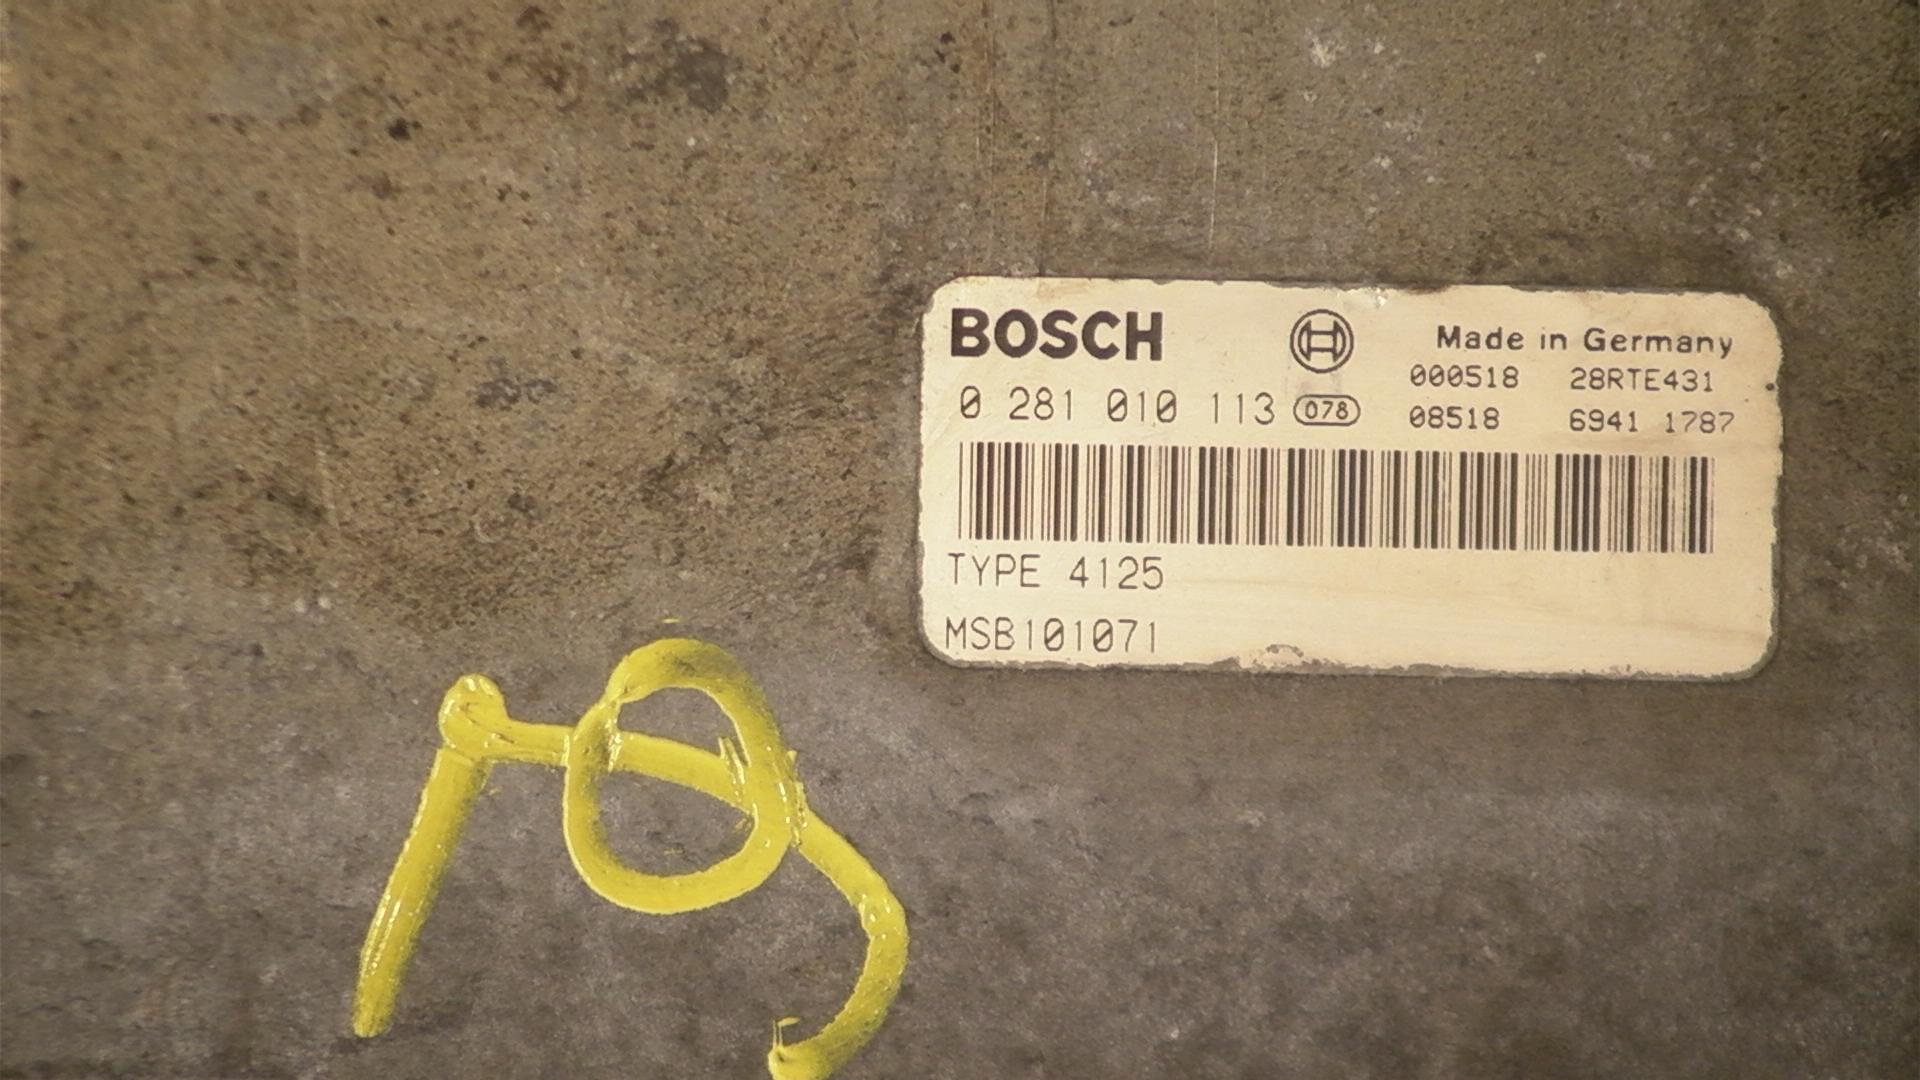 BOSCH
Made in Germany
000518 28RTE431
0 281 010 113 078
08518 6941 1787
TYPE 4125
MSB101071